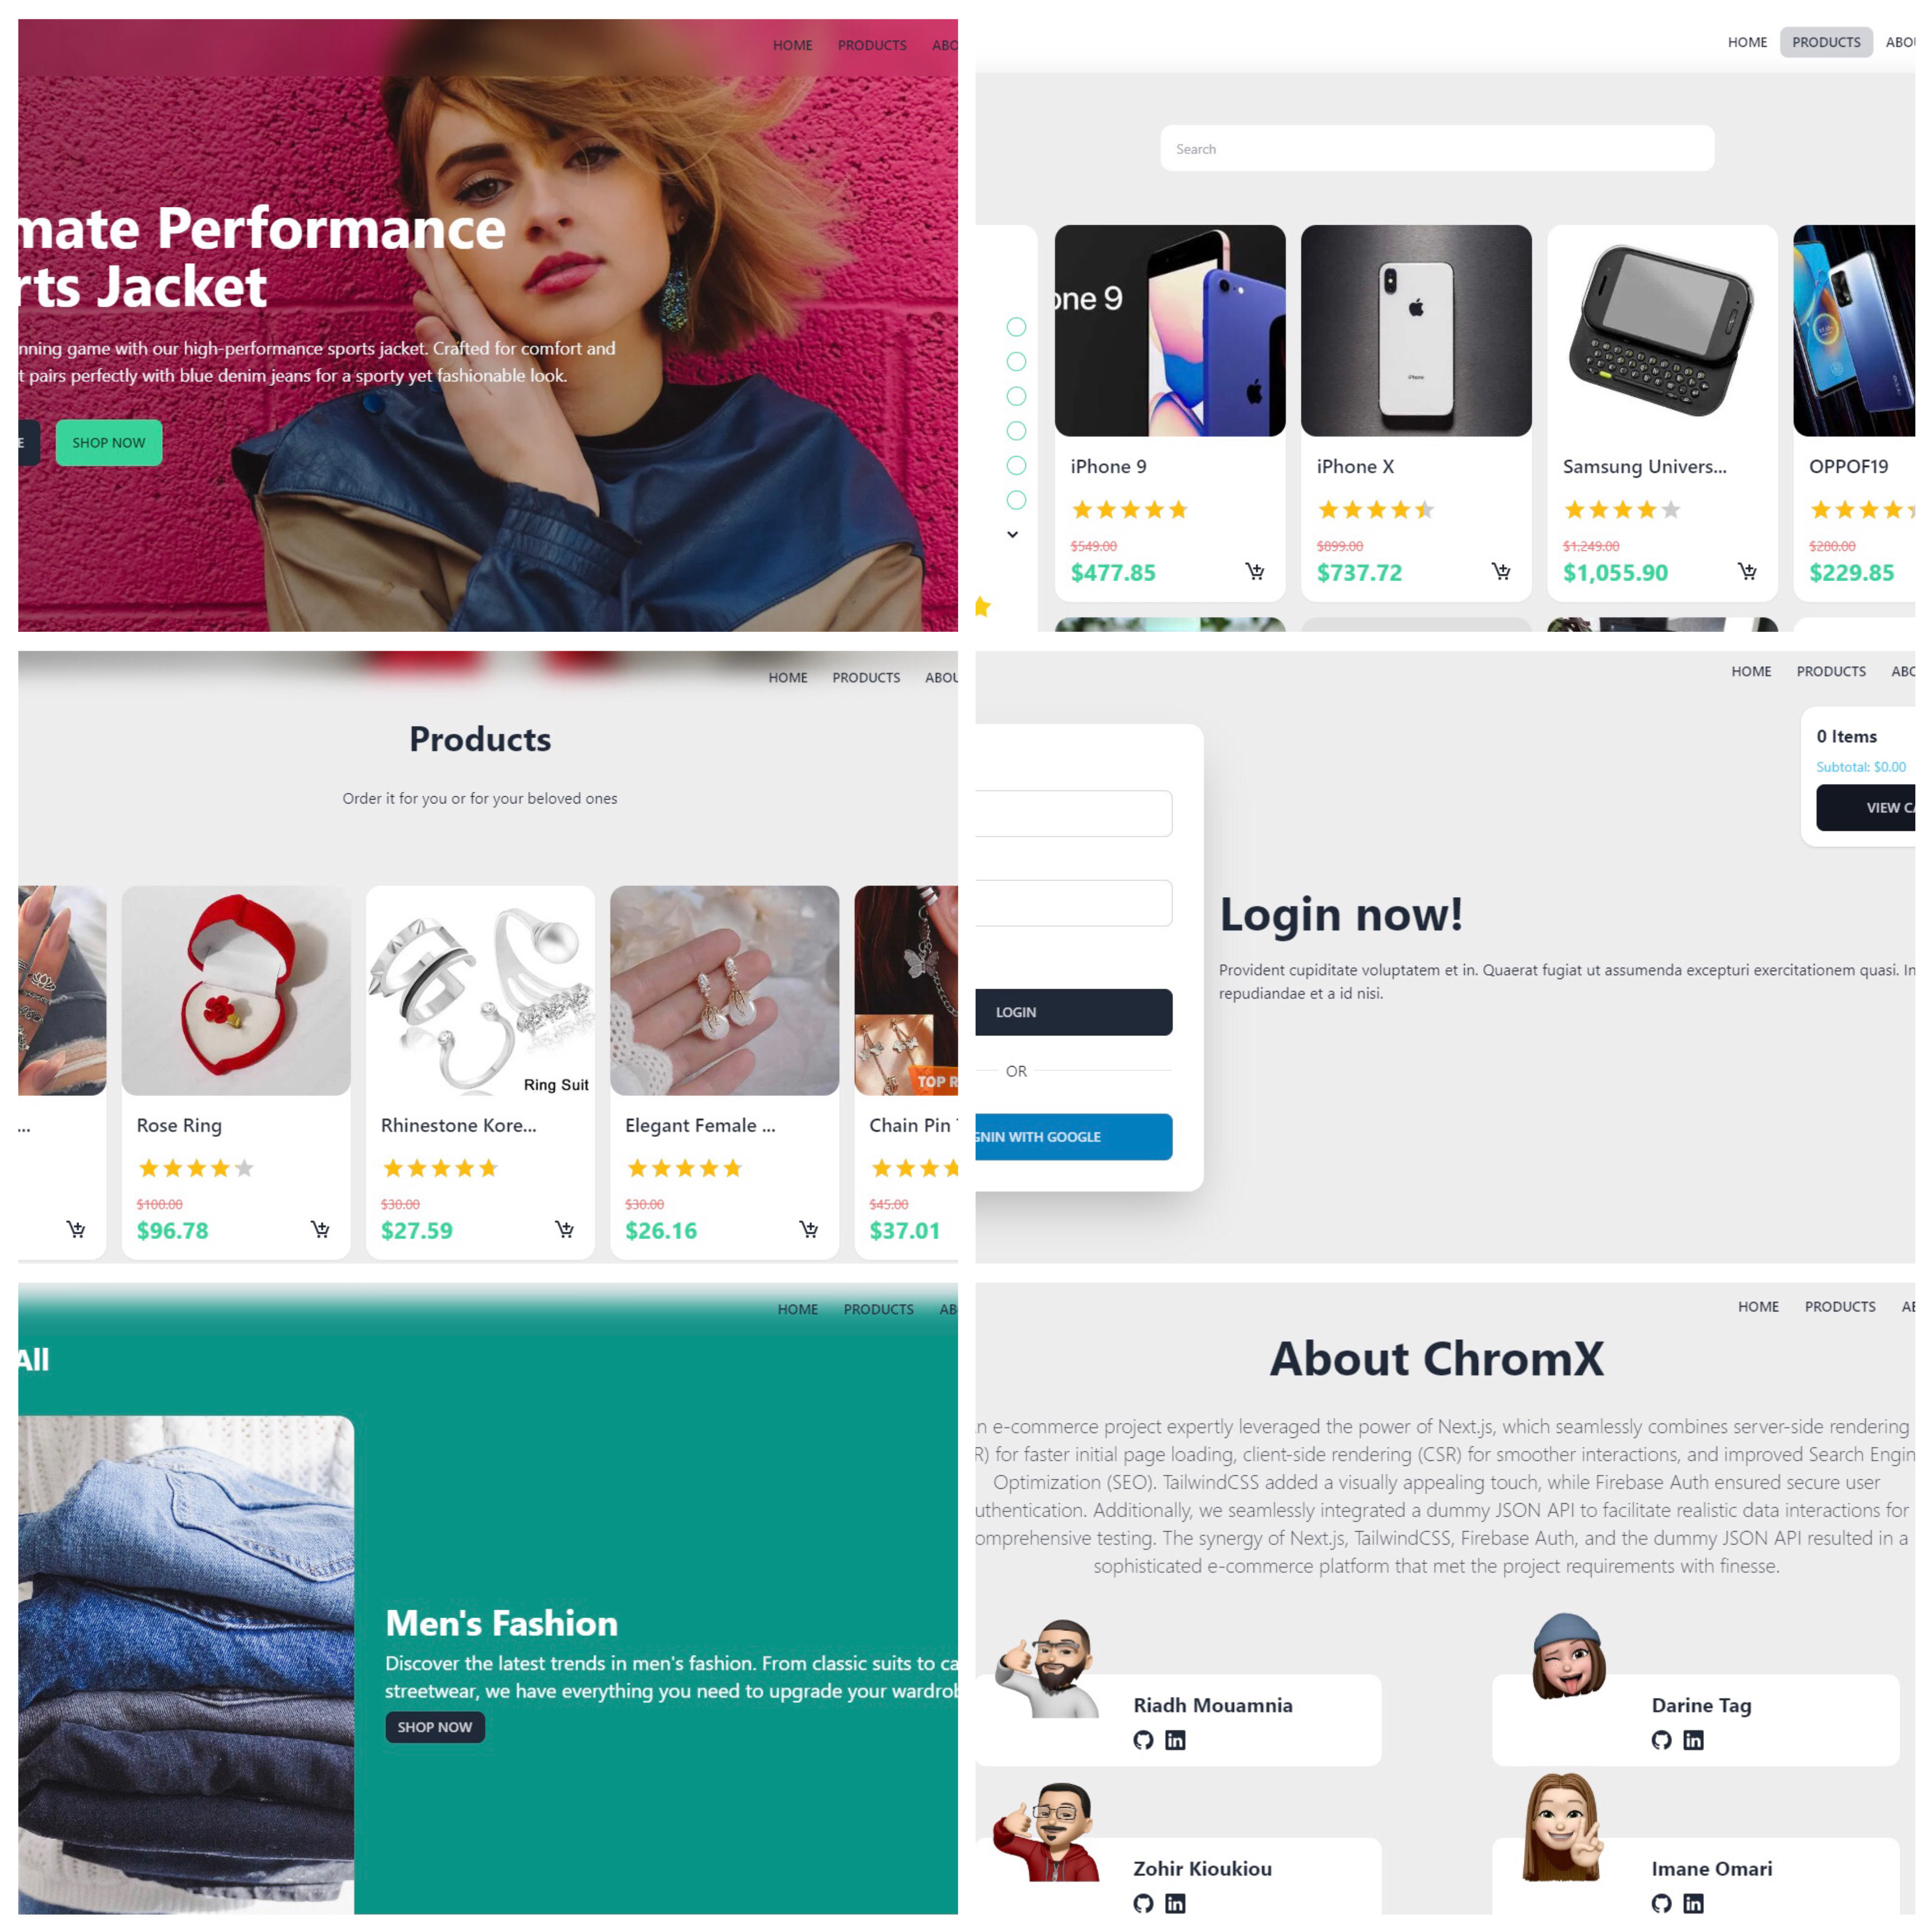 HOME PRODUCTS
mate Performance
rts Jacket
nning game with our high-performance sports jacket. Crafted for comfort and
t pairs perfectly with blue denim jeans for a sporty yet fashionable look.
E SHOP NOW
HOME PRODUCTS ABO
Search
one 9
iPhone
iPhone 9 iPhone X Samsung Univers... OPPOF19
$549.00 $899.00 $1,249.00 $280.00
$477.85 $737.72 $1,055.90 $229.85
HOME PRODUCTS ABOU
Products
Order it for you or for your beloved ones
Ring Suit
TOP R
... Rose Ring Rhinestone Kore... Elegant Female ... Chain Pin
$100.00 $30.00 $30.00 $45.00
$96.78 $27.59 $26.16 $37.01
HOME PRODUCTS ABO
0 Items
Subtotal: $0.00
VIEW CA
Login now!
Provident cupiditate voluptatem et in. Quaerat fugiat ut assumenda excepturi exercitationem quasi. In
repudiandae et a id nisi.
LOGIN
OR
GNIN WITH GOOGLE
HOME PRODUCTS AB
All
Men's Fashion
Discover the latest trends in men's fashion. From classic suits to ca
streetwear, we have everything you need to upgrade your wardrob
SHOP NOW
HOME PRODUCTS AB
About ChromX
n e-commerce project expertly leveraged the power of Next.js, which seamlessly combines server-side rendering
R) for faster initial page loading, client-side rendering (CSR) for smoother interactions, and improved Search Engin
Optimization (SEO). TailwindCSS added a visually appealing touch, while Firebase Auth ensured secure user
uthentication. Additionally, we seamlessly integrated a dummy JSON API to facilitate realistic data interactions for
omprehensive testing. The synergy of Next.js, TailwindCSS, Firebase Auth, and the dummy JSON API resulted in a
sophisticated e-commerce platform that met the project requirements with finesse.
Riadh Mouamnia Darine Tag
in in
Zohir Kioukiou Imane Omari
in in